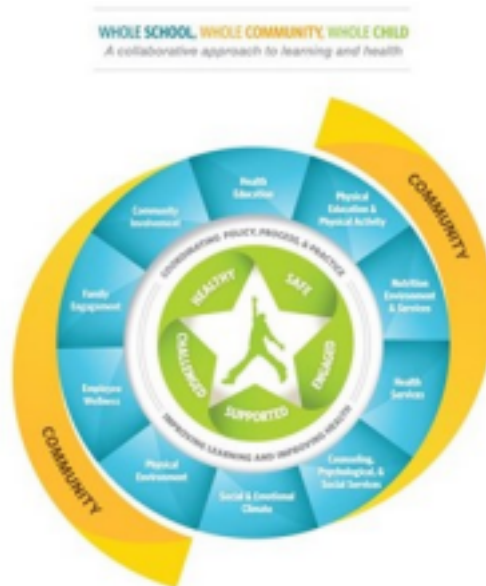 WHOLE SCHOOL, WHOLE COMMUNITY, WHOLE CHILD
A collaborative approach to learning and health
COMMUNITY
Health
Education
Physical
Education &
Physical Activity
Nutrition
Environment
& Services
Health
Services
Counseling,
Psychological, &
Social Services
Social & Emotional
Climate
Physical
Environment
Employee
Wellness
Family
Engagement
Community
Involvement
COORDINATING POLICY, PROCESS, & PRACTICE
HEALTHY
SAFE
ENGAGED
SUPPORTED
CHALLENGED
IMPROVING LEARNING AND IMPROVING HEALTH
COMMUNITY